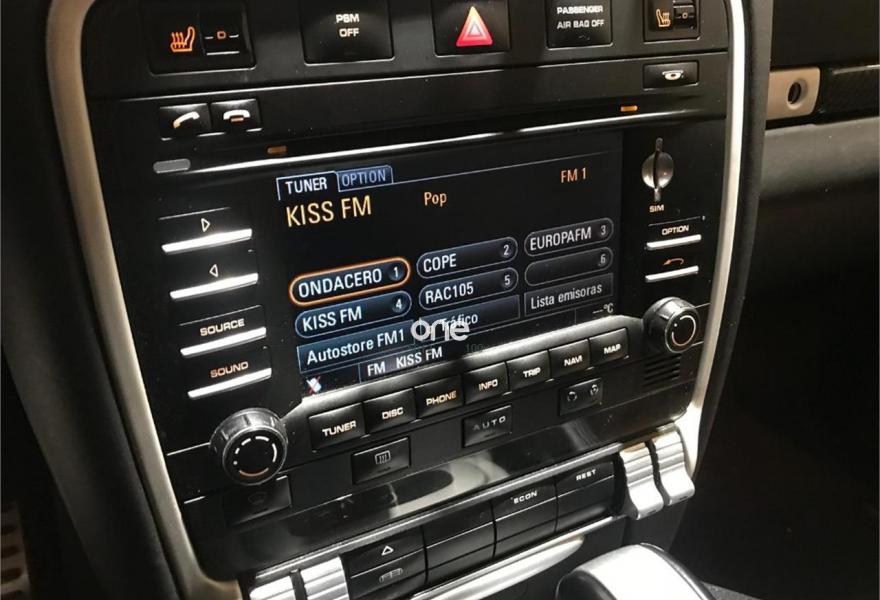 PSM
OFF
PASSENGER
AIR BAG OFF
TUNER OPTION
KISS FM Pop FM 1
SIM
OPTION
ONDACERO 1 COPE 2 EUROPAFM 3
KISS FM 4 RAC105 5 6
Autostore FM1 Lista emisoras
one
--- °C
FM KISS FM
SOURCE
SOUND
TUNER DISC PHONE INFO TRIP NAVI MAP
AUTO
ECON REST